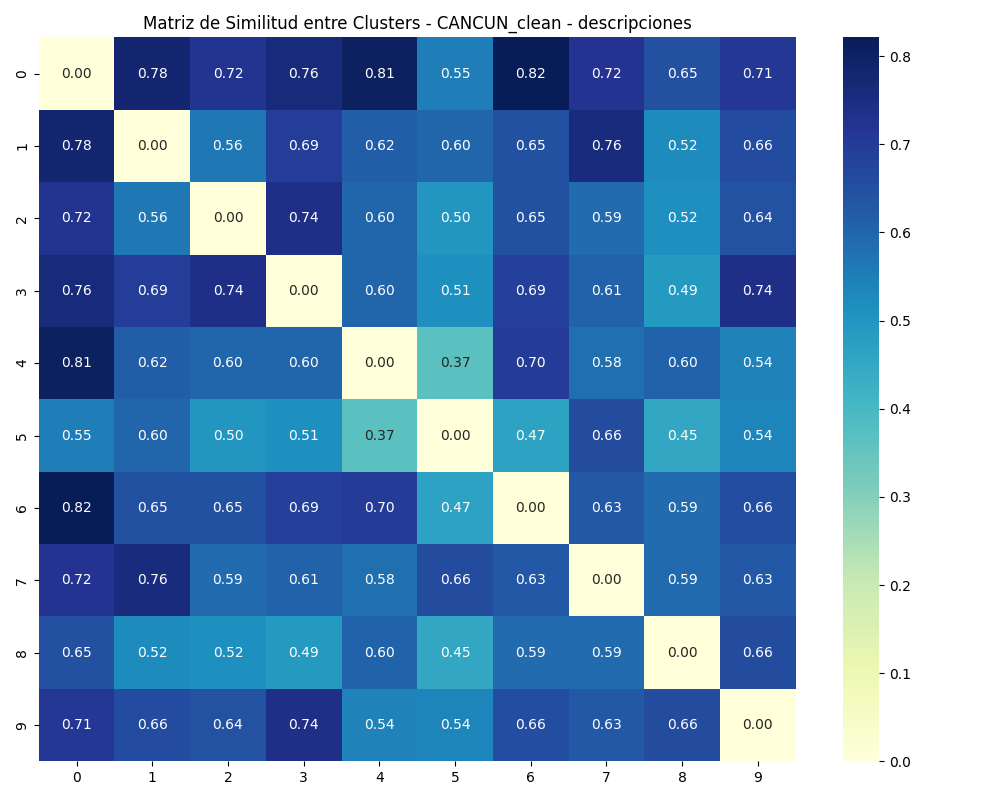 Matriz de Similitud entre Clusters - CANCUN_clean - descripciones
0 0.00 0.78 0.72 0.76 0.81 0.55 0.82 0.72 0.65 0.71
1 0.78 0.00 0.56 0.69 0.62 0.60 0.65 0.76 0.52 0.66
2 0.72 0.56 0.00 0.74 0.60 0.50 0.65 0.59 0.52 0.64
3 0.76 0.69 0.74 0.00 0.60 0.51 0.69 0.61 0.49 0.74
4 0.81 0.62 0.60 0.60 0.00 0.37 0.70 0.58 0.60 0.54
5 0.55 0.60 0.50 0.51 0.37 0.00 0.47 0.66 0.45 0.54
6 0.82 0.65 0.65 0.69 0.70 0.47 0.00 0.63 0.59 0.66
7 0.72 0.76 0.59 0.61 0.58 0.66 0.63 0.00 0.59 0.63
8 0.65 0.52 0.52 0.49 0.60 0.45 0.59 0.59 0.00 0.66
9 0.71 0.66 0.64 0.74 0.54 0.54 0.66 0.63 0.66 0.00
0 1 2 3 4 5 6 7 8 9
0.8
0.7
0.6
0.5
0.4
0.3
0.2
0.1
0.0